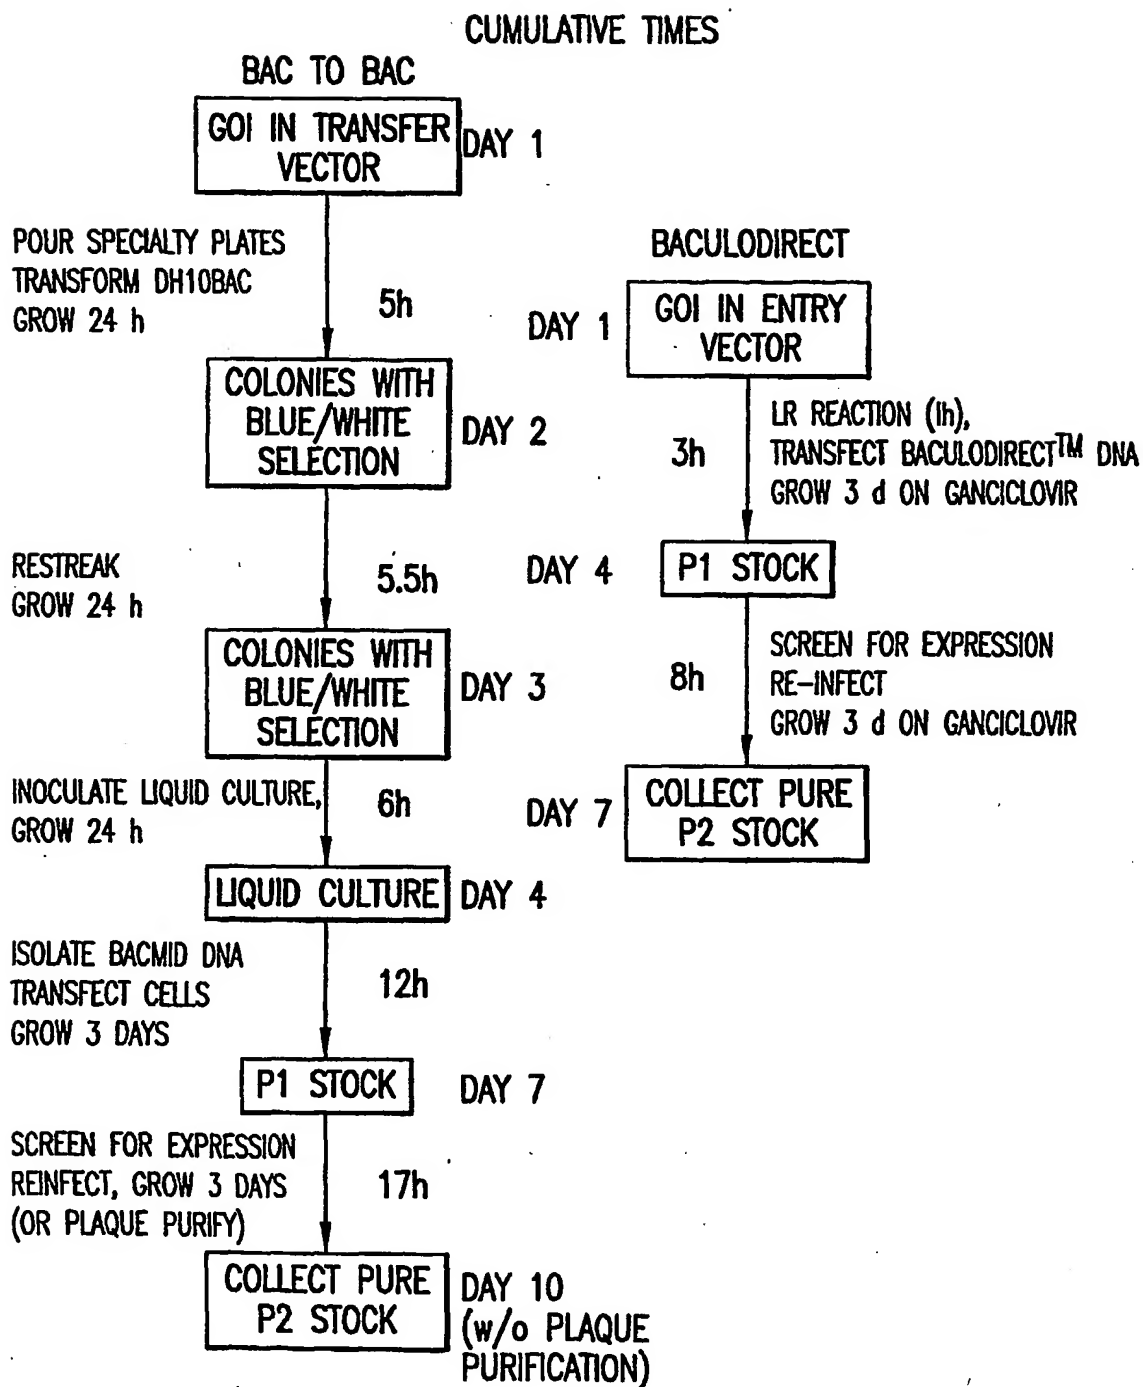 CUMULATIVE TIMES
BAC TO BAC
GOI IN TRANSFER
VECTOR
DAY 1
POUR SPECIALTY PLATES
TRANSFORM DH10BAC
GROW 24 h
5h
COLONIES WITH
BLUE/WHITE
SELECTION
DAY 2
RESTREAK
GROW 24 h
5.5h
COLONIES WITH
BLUE/WHITE
SELECTION
DAY 3
INOCULATE LIQUID CULTURE,
GROW 24 h
6h
LIQUID CULTURE
DAY 4
ISOLATE BACMID DNA
TRANSFECT CELLS
GROW 3 DAYS
12h
P1 STOCK
DAY 7
SCREEN FOR EXPRESSION
REINFECT, GROW 3 DAYS
(OR PLAQUE PURIFY)
17h
COLLECT PURE
P2 STOCK
DAY 10
(w/o PLAQUE
PURIFICATION)
BACULODIRECT
DAY 1
GOI IN ENTRY
VECTOR
3h
LR REACTION (1h),
TRANSFECT BACULODIRECT™ DNA
GROW 3 d ON GANCICLOVIR
DAY 4
P1 STOCK
8h
SCREEN FOR EXPRESSION
RE-INFECT
GROW 3 d ON GANCICLOVIR
DAY 7
COLLECT PURE
P2 STOCK